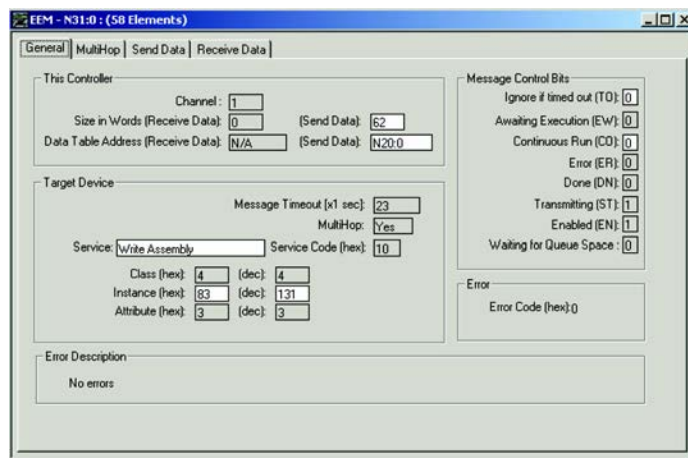 EEM - N31:0 : (58 Elements)
General MultiHop Send Data Receive Data
This Controller
Channel : 1
Size in Words (Receive Data): 0 (Send Data): 62
Data Table Address (Receive Data): N/A (Send Data): N20:0
Target Device
Message Timeout (x1 sec): 23
MultiHop: Yes
Service: Write Assembly Service Code (hex): 10
Class (hex): 4 (dec): 4
Instance (hex): 83 (dec): 131
Attribute (hex): 3 (dec): 3
Message Control Bits
Ignore if timed out (TO): 0
Awaiting Execution (EW): 0
Continuous Run (CO): 0
Error (ER): 0
Done (DN): 0
Transmitting (ST): 1
Enabled (EN): 1
Waiting for Queue Space : 0
Error
Error Code (hex):0
Error Description
No errors